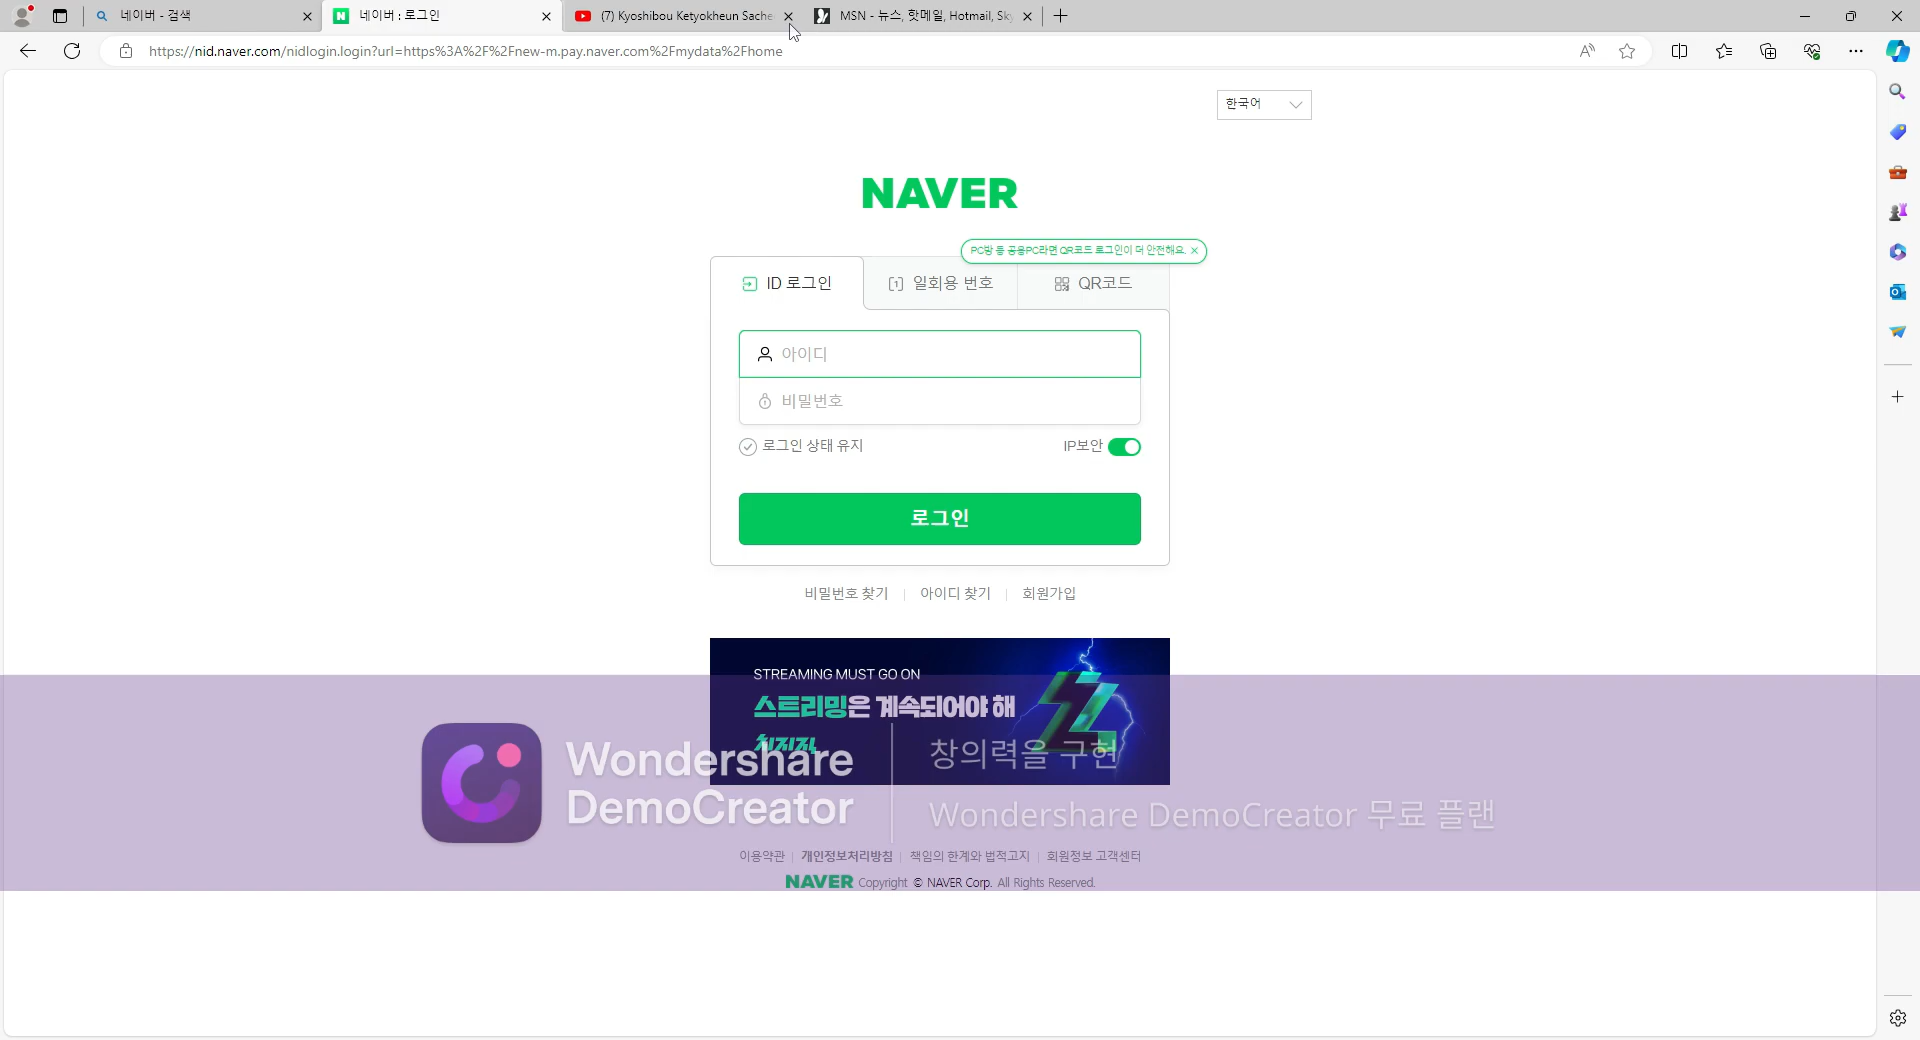 네이버 - 검색
네이버 : 로그인
(7) Kyoshibou Ketyokheun Sache
MSN - 뉴스, 핫메일, Hotmail, Sk
https://nid.naver.com/nidlogin.login?url=https%3A%2F%2Fnew-m.pay.naver.com%2Fmydata%2Fhome
한국어
NAVER
PC방 등 공용PC라면 QR코드 로그인이 더 안전해요.
ID 로그인
일회용 번호
QR코드
아이디
비밀번호
로그인 상태 유지
IP보안
로그인
비밀번호 찾기
아이디 찾기
회원가입
STREAMING MUST GO ON
스트리밍은 계속되어야 해
치지직
Wondershare
DemoCreator
창의력을 구현
Wondershare DemoCreator 무료 플랜
이용약관
개인정보처리방침
책임의 한계와 법적고지
회원정보 고객센터
NAVER Copyright © NAVER Corp. All Rights Reserved.